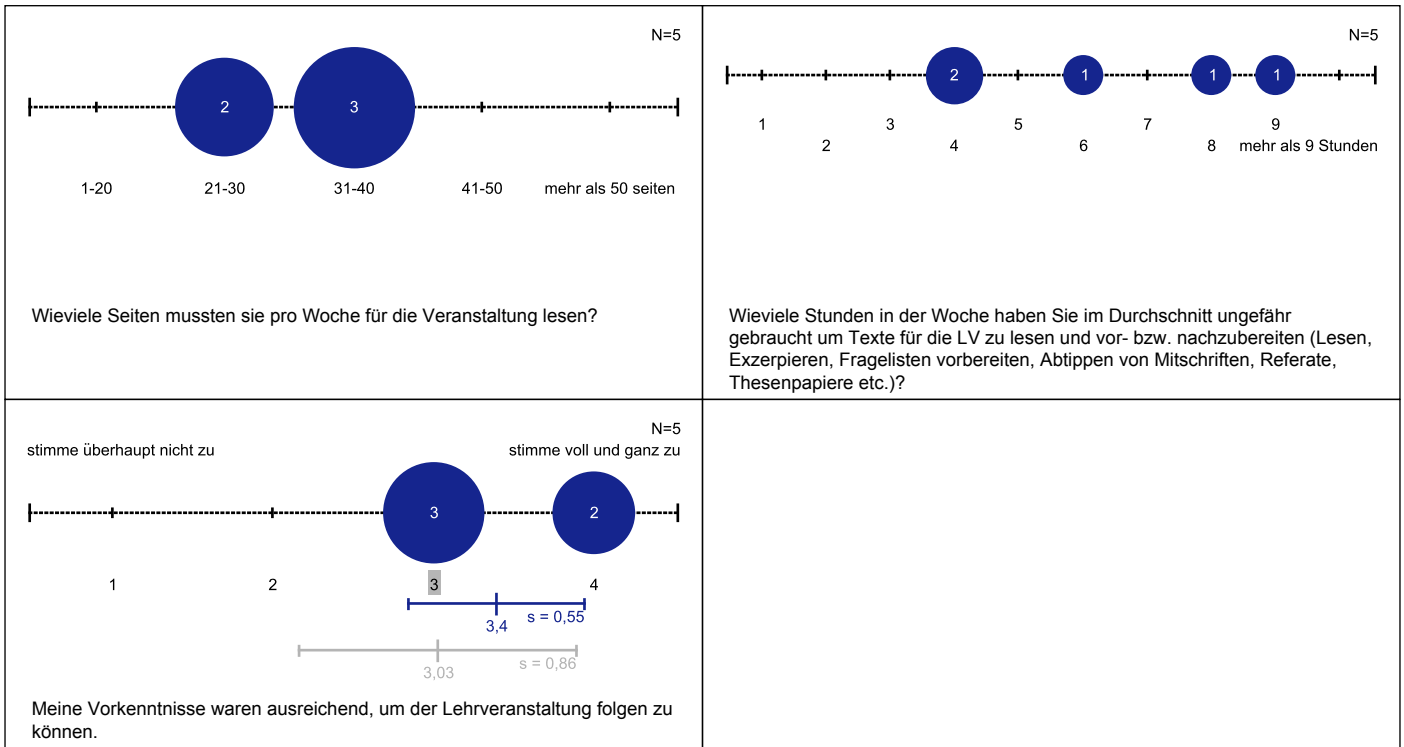 N=5
2
3
1-20
21-30
31-40
41-50
mehr als 50 seiten
Wieviele Seiten mussten sie pro Woche für die Veranstaltung lesen?
N=5
2
1
1
1
1
2
3
4
5
6
7
8
9
mehr als 9 Stunden
Wieviele Stunden in der Woche haben Sie im Durchschnitt ungefähr
gebraucht um Texte für die LV zu lesen und vor- bzw. nachzubereiten (Lesen,
Exzerpieren, Fragelisten vorbereiten, Abtippen von Mitschriften, Referate,
Thesenpapiere etc.)?
N=5
stimme überhaupt nicht zu
stimme voll und ganz zu
3
2
1
2
3
4
s = 0,55
3,4
s = 0,86
3,03
Meine Vorkenntnisse waren ausreichend, um der Lehrveranstaltung folgen zu
können.